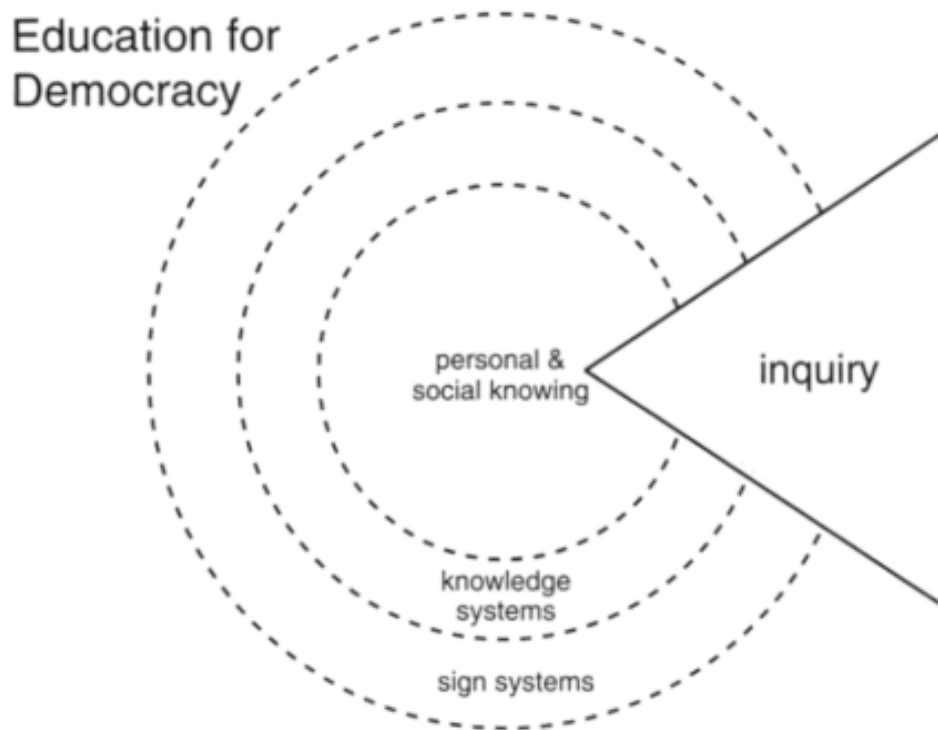 Education for
Democracy
personal &
social knowing
inquiry
knowledge
systems
sign systems